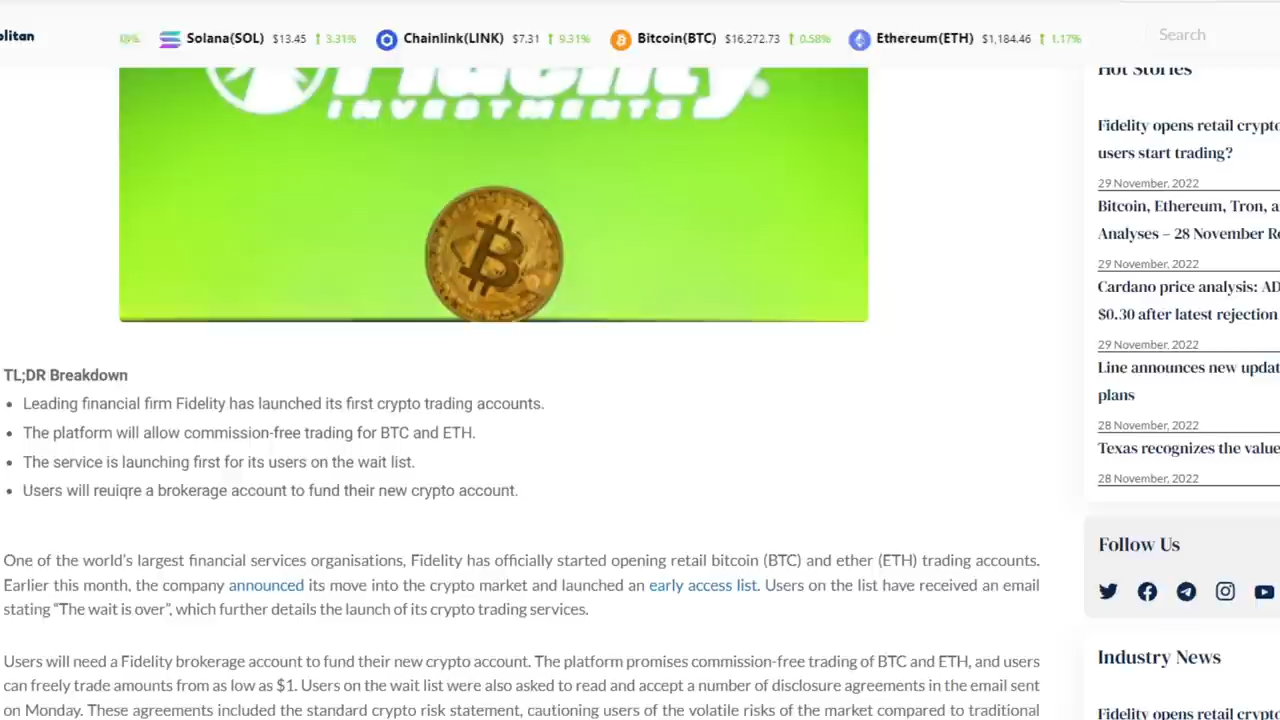 olitan
Solana(SOL) $13.45 3.31% Chainlink(LINK) $7.31 9.31% Bitcoin(BTC) $16,272.73 0.58% Ethereum(ETH) $1,184.46 1.17%
Search
Fidelity
INVESTMENTS
TL;DR Breakdown
• Leading financial firm Fidelity has launched its first crypto trading accounts.
• The platform will allow commission-free trading for BTC and ETH.
• The service is launching first for its users on the wait list.
• Users will reuiqre a brokerage account to fund their new crypto account.
One of the world's largest financial services organisations, Fidelity has officially started opening retail bitcoin (BTC) and ether (ETH) trading accounts.
Earlier this month, the company announced its move into the crypto market and launched an early access list. Users on the list have received an email
stating “The wait is over”, which further details the launch of its crypto trading services.
Users will need a Fidelity brokerage account to fund their new crypto account. The platform promises commission-free trading of BTC and ETH, and users
can freely trade amounts from as low as $1. Users on the wait list were also asked to read and accept a number of disclosure agreements in the email sent
on Monday. These agreements included the standard crypto risk statement, cautioning users of the volatile risks of the market compared to traditional
Hot Stories
Fidelity opens retail crypto
users start trading?
29 November, 2022
Bitcoin, Ethereum, Tron, a
Analyses – 28 November R
29 November, 2022
Cardano price analysis: AD
$0.30 after latest rejection
29 November, 2022
Line announces new updat
plans
28 November, 2022
Texas recognizes the value
28 November, 2022
Follow Us
Industry News
Fidelity opens retail crypto